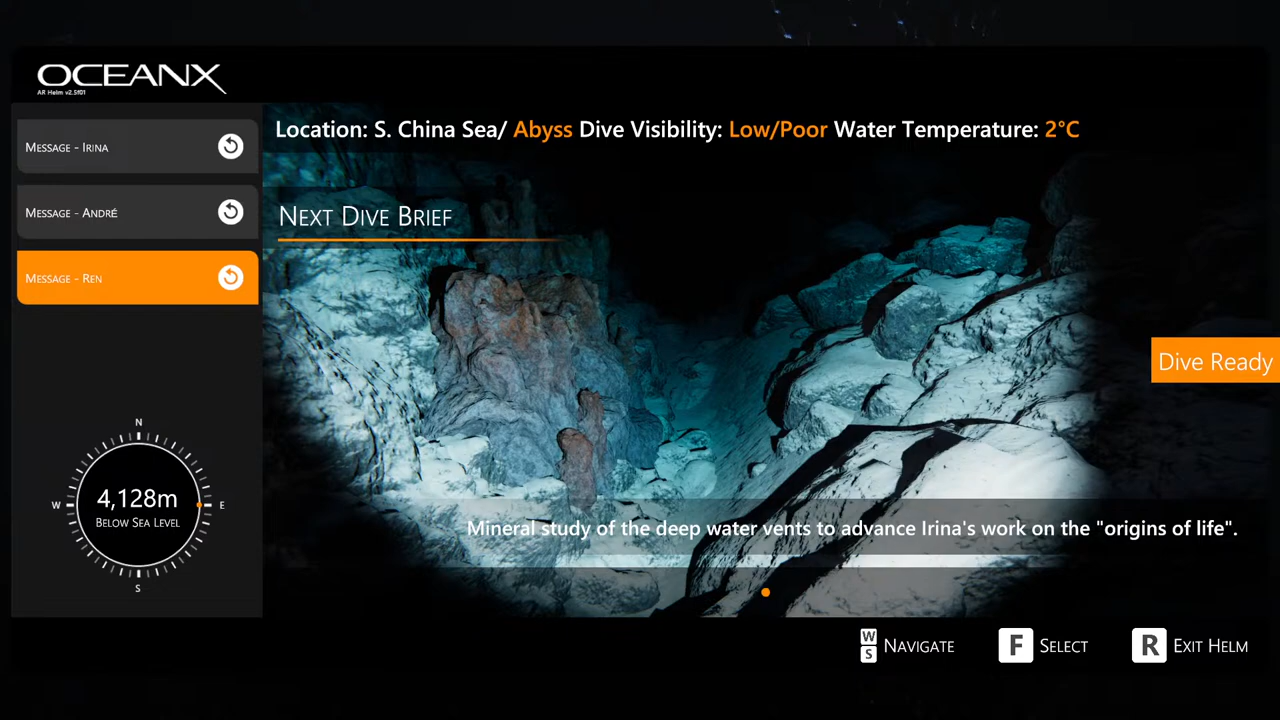 OCEANX
AR Helm v2.5f01
Location: S. China Sea/ Abyss Dive Visibility: Low/Poor Water Temperature: 2°C
Message - Irina
Message - André
Message - Ren
Next Dive Brief
Dive Ready
N
W
E
S
4,128m
Below Sea Level
Mineral study of the deep water vents to advance Irina's work on the "origins of life".
W
S
Navigate
F Select
R Exit Helm